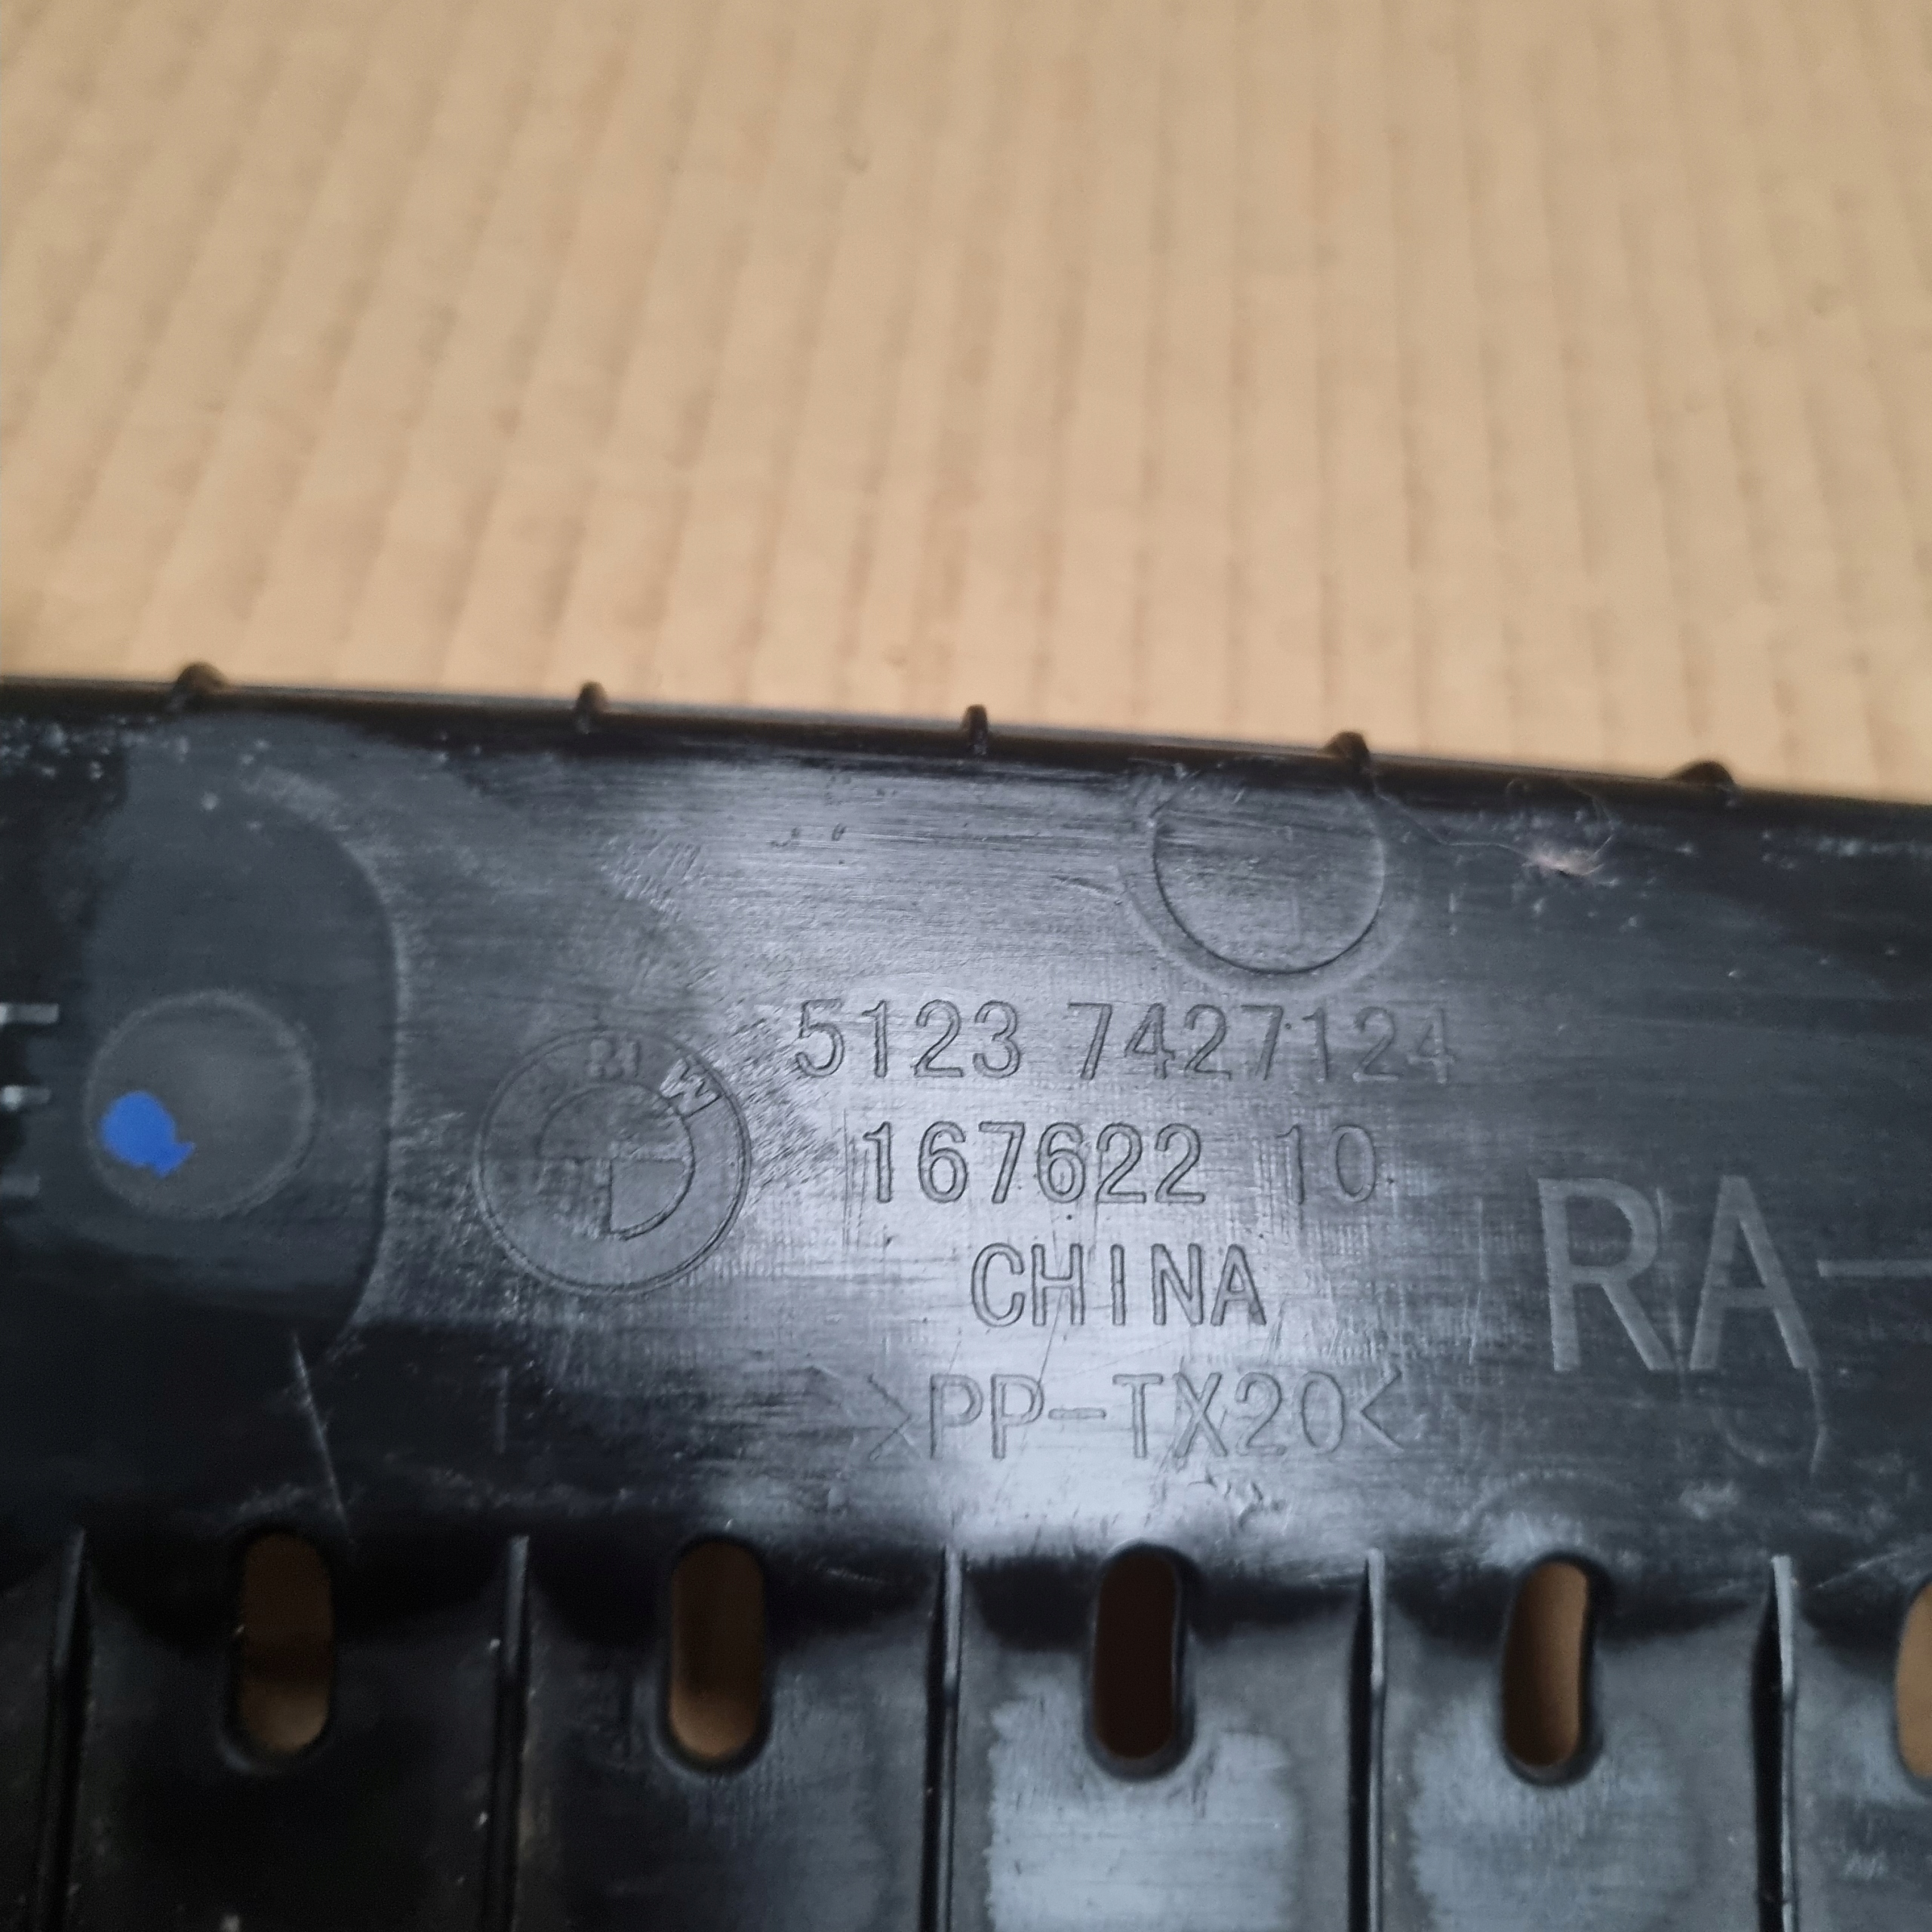 5123 7427124
167622 10
CHINA
>PP-TX20<
RA-